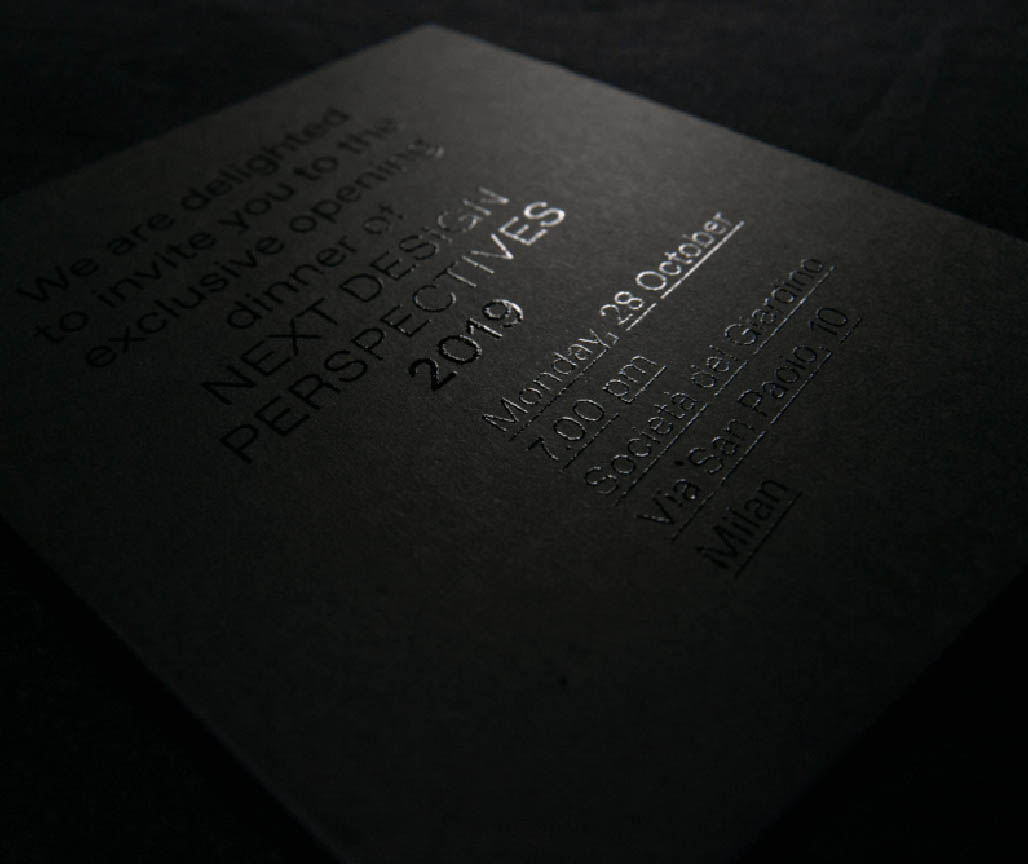 We are delighted
to invite you to the
exclusive opening
dinner of
NEXT DESIGN
PERSPECTIVES
2019
Monday, 28 October
7.00 pm
Società del Giardino
Via San Paolo, 10
Milan